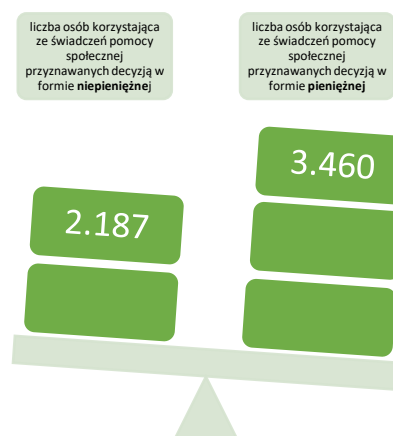 liczba osób korzystająca
ze świadczeń pomocy
społecznej
przyznawanych decyzją w
formie niepieniężnej
liczba osób korzystająca
ze świadczeń pomocy
społecznej
przyznawanych decyzją w
formie pieniężnej
2.187
3.460